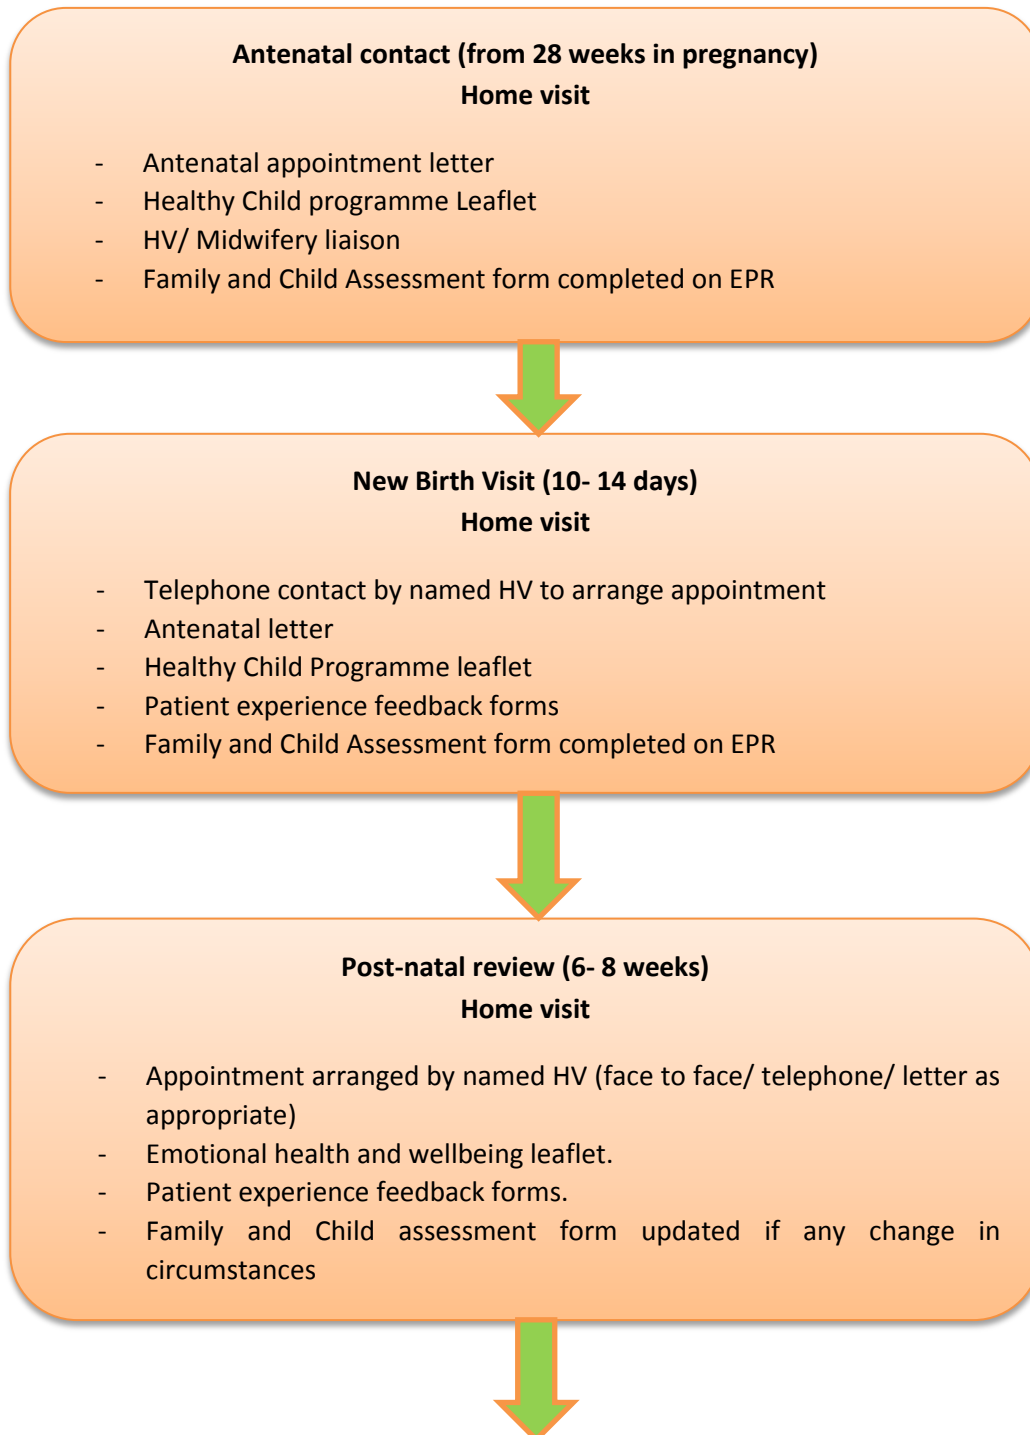 Antenatal contact (from 28 weeks in pregnancy)
Home visit
- Antenatal appointment letter
- Healthy Child programme Leaflet
- HV/ Midwifery liaison
- Family and Child Assessment form completed on EPR
New Birth Visit (10- 14 days)
Home visit
- Telephone contact by named HV to arrange appointment
- Antenatal letter
- Healthy Child Programme leaflet
- Patient experience feedback forms
- Family and Child Assessment form completed on EPR
Post-natal review (6- 8 weeks)
Home visit
- Appointment arranged by named HV (face to face/ telephone/ letter as
appropriate)
- Emotional health and wellbeing leaflet.
- Patient experience feedback forms.
- Family and Child assessment form updated if any change in
circumstances